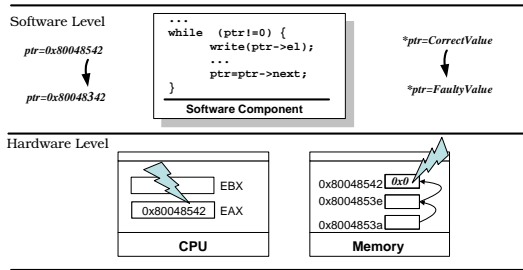 Software Level
ptr=0x80048542
ptr=0x80048342
...
while (ptr!=0) {
write(ptr->el);
...
ptr=ptr->next;
}
Software Component
*ptr=CorrectValue
*ptr=FaultyValue
Hardware Level
EBX
0x80048542 EAX
CPU
0x80048542 0x0
0x8004853e
0x8004853a
Memory